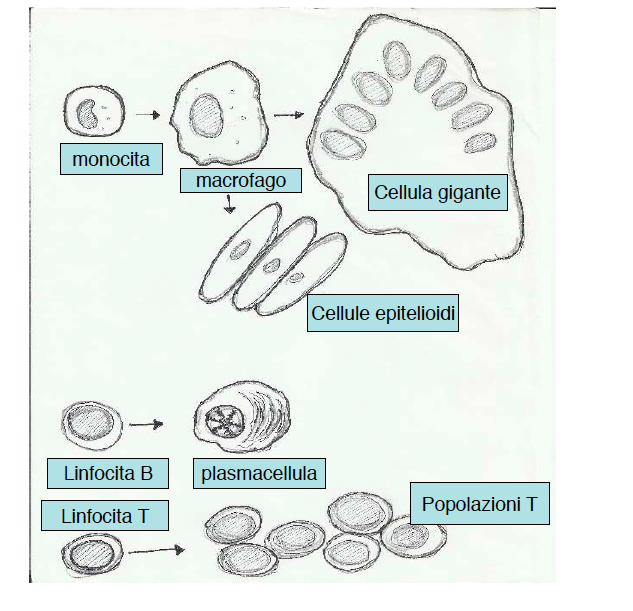 monocita
macrofago
Cellula gigante
Cellule epitelioidi
Linfocita B
plasmacellula
Linfocita T
Popolazioni T